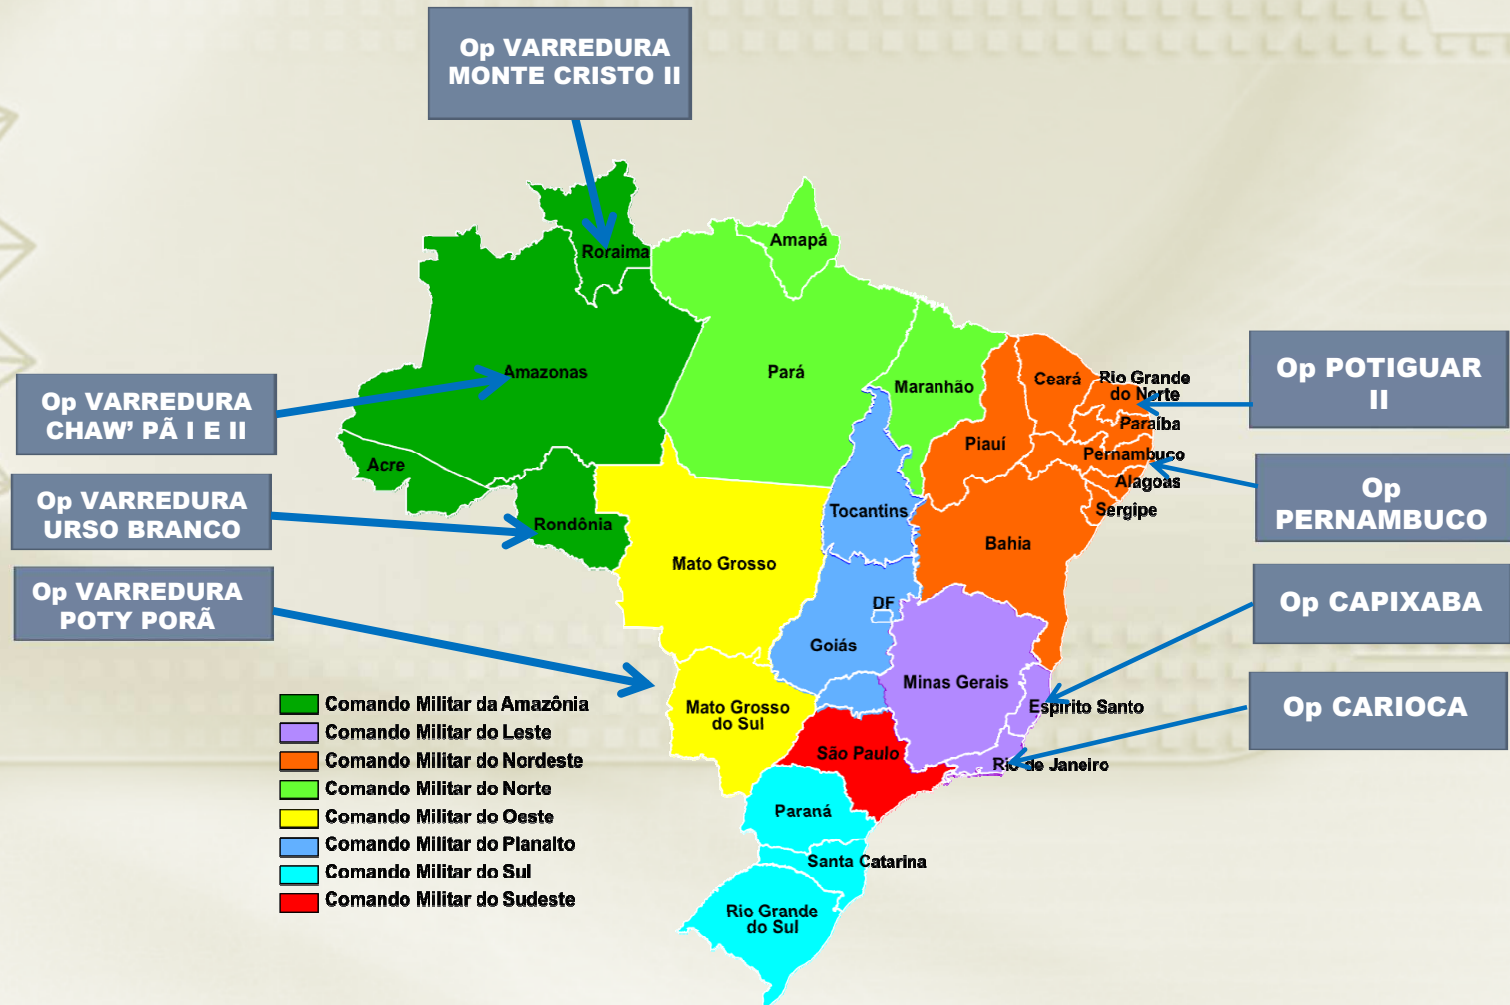 Op VARREDURA
MONTE CRISTO II
Roraima
Amapá
Amazonas
Pará
Maranhão
Ceará
Rio Grande
do Norte
Paraíba
Piauí
Pernambuco
Alagoas
Sergipe
Acre
Rondônia
Tocantins
Bahia
Mato Grosso
DF
Goiás
Minas Gerais
Mato Grosso
do Sul
Espirito Santo
São Paulo
Rio de Janeiro
Paraná
Santa Catarina
Rio Grande
do Sul
Op VARREDURA
CHAW' PÃ I E II
Op VARREDURA
URSO BRANCO
Op VARREDURA
POTY PORÃ
Op POTIGUAR
II
Op
PERNAMBUCO
Op CAPIXABA
Op CARIOCA
Comando Militar da Amazônia
Comando Militar do Leste
Comando Militar do Nordeste
Comando Militar do Norte
Comando Militar do Oeste
Comando Militar do Planalto
Comando Militar do Sul
Comando Militar do Sudeste